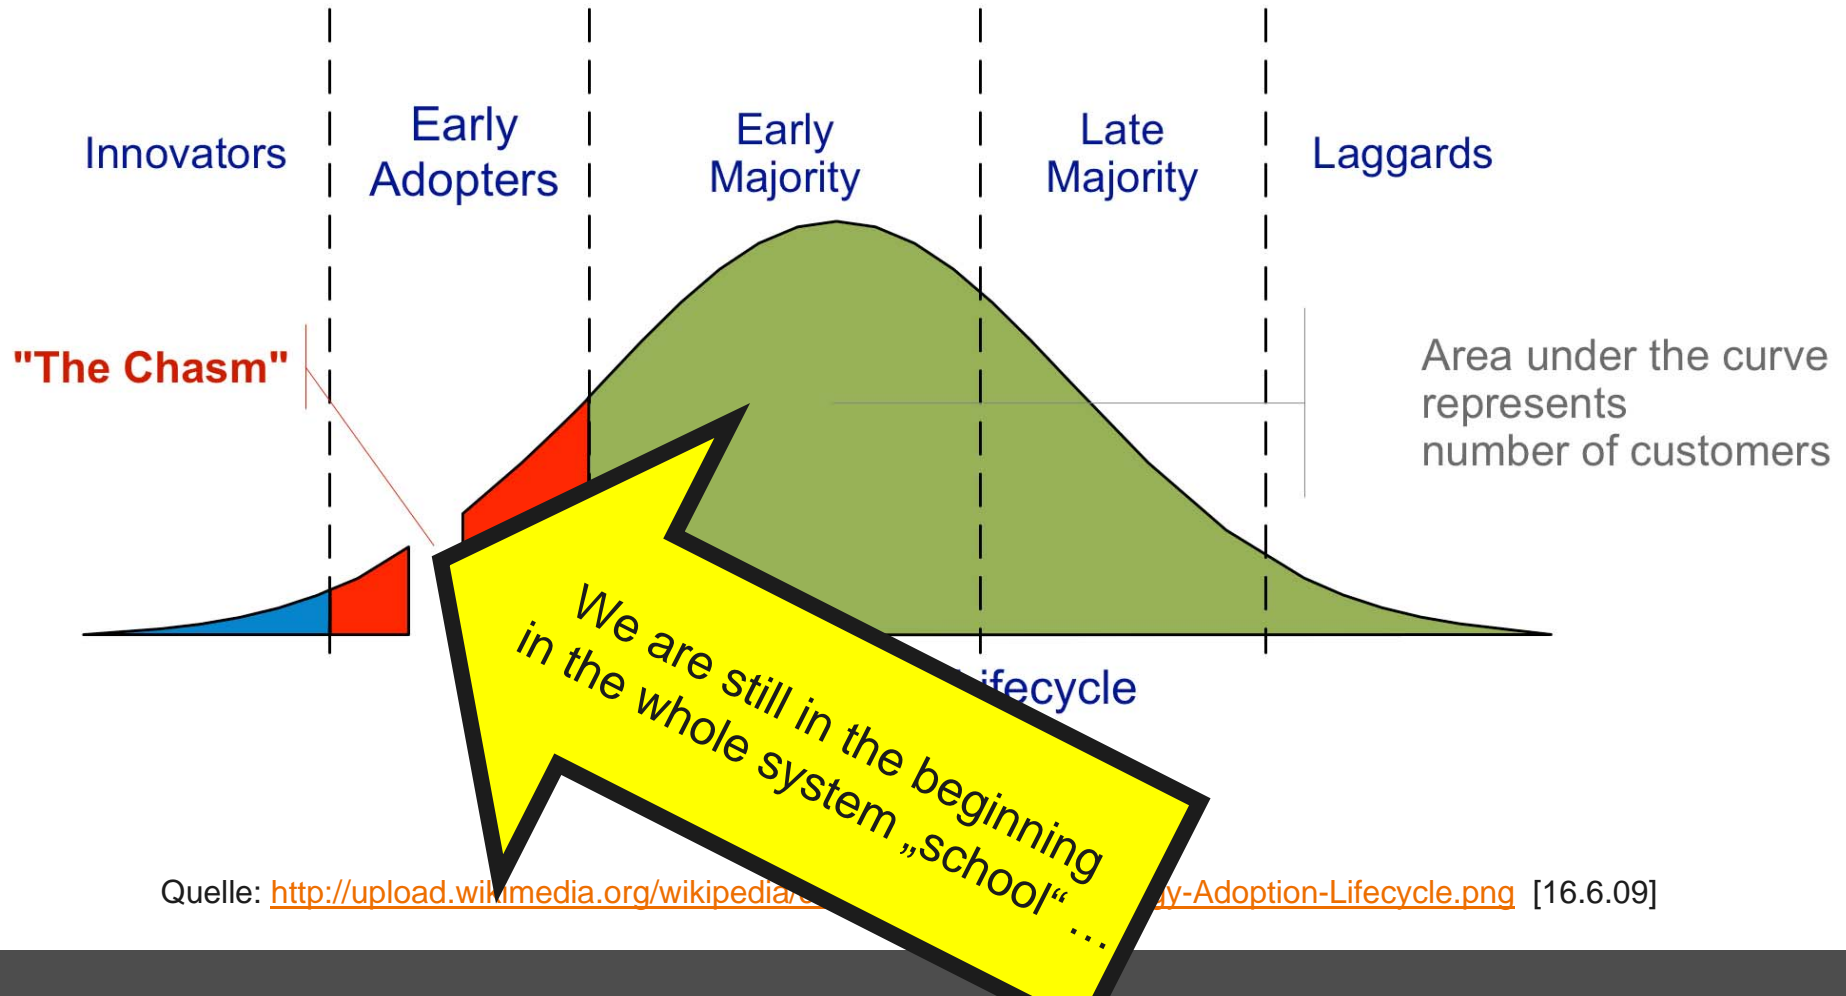 Innovators
Early
Adopters
Early
Majority
Late
Majority
Laggards
"The Chasm"
Area under the curve
represents
number of customers
We are still in the beginning
in the whole system „school“ …
ifecycle
Quelle: http://upload.wikimedia.org/wikipedia/ y-Adoption-Lifecycle.png [16.6.09]